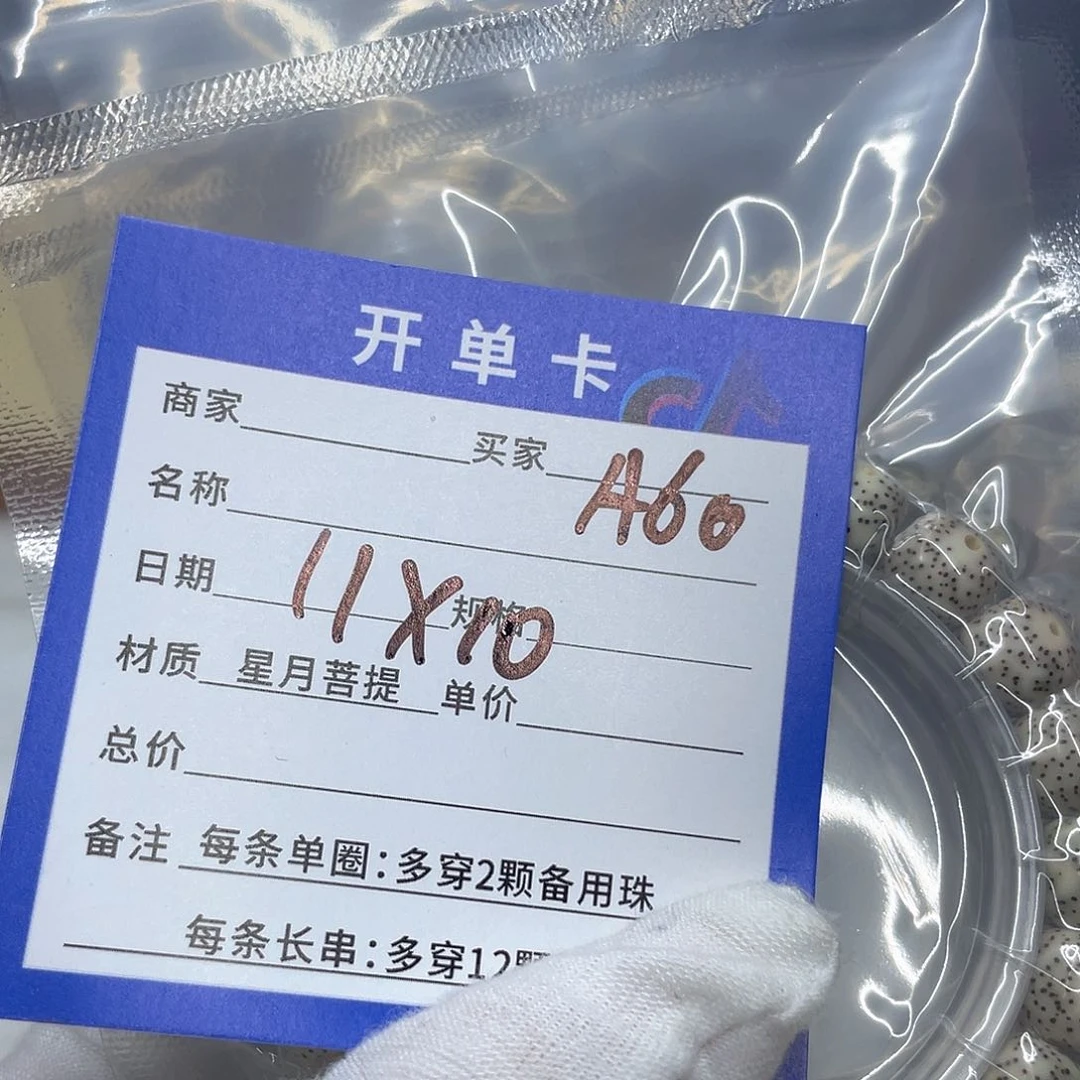 开单卡
商家 买家 A60
名称
日期 11X10 规格
材质 星月菩提 单价
总价
备注 每条单圈:多穿2颗备用珠
每条长串:多穿12颗